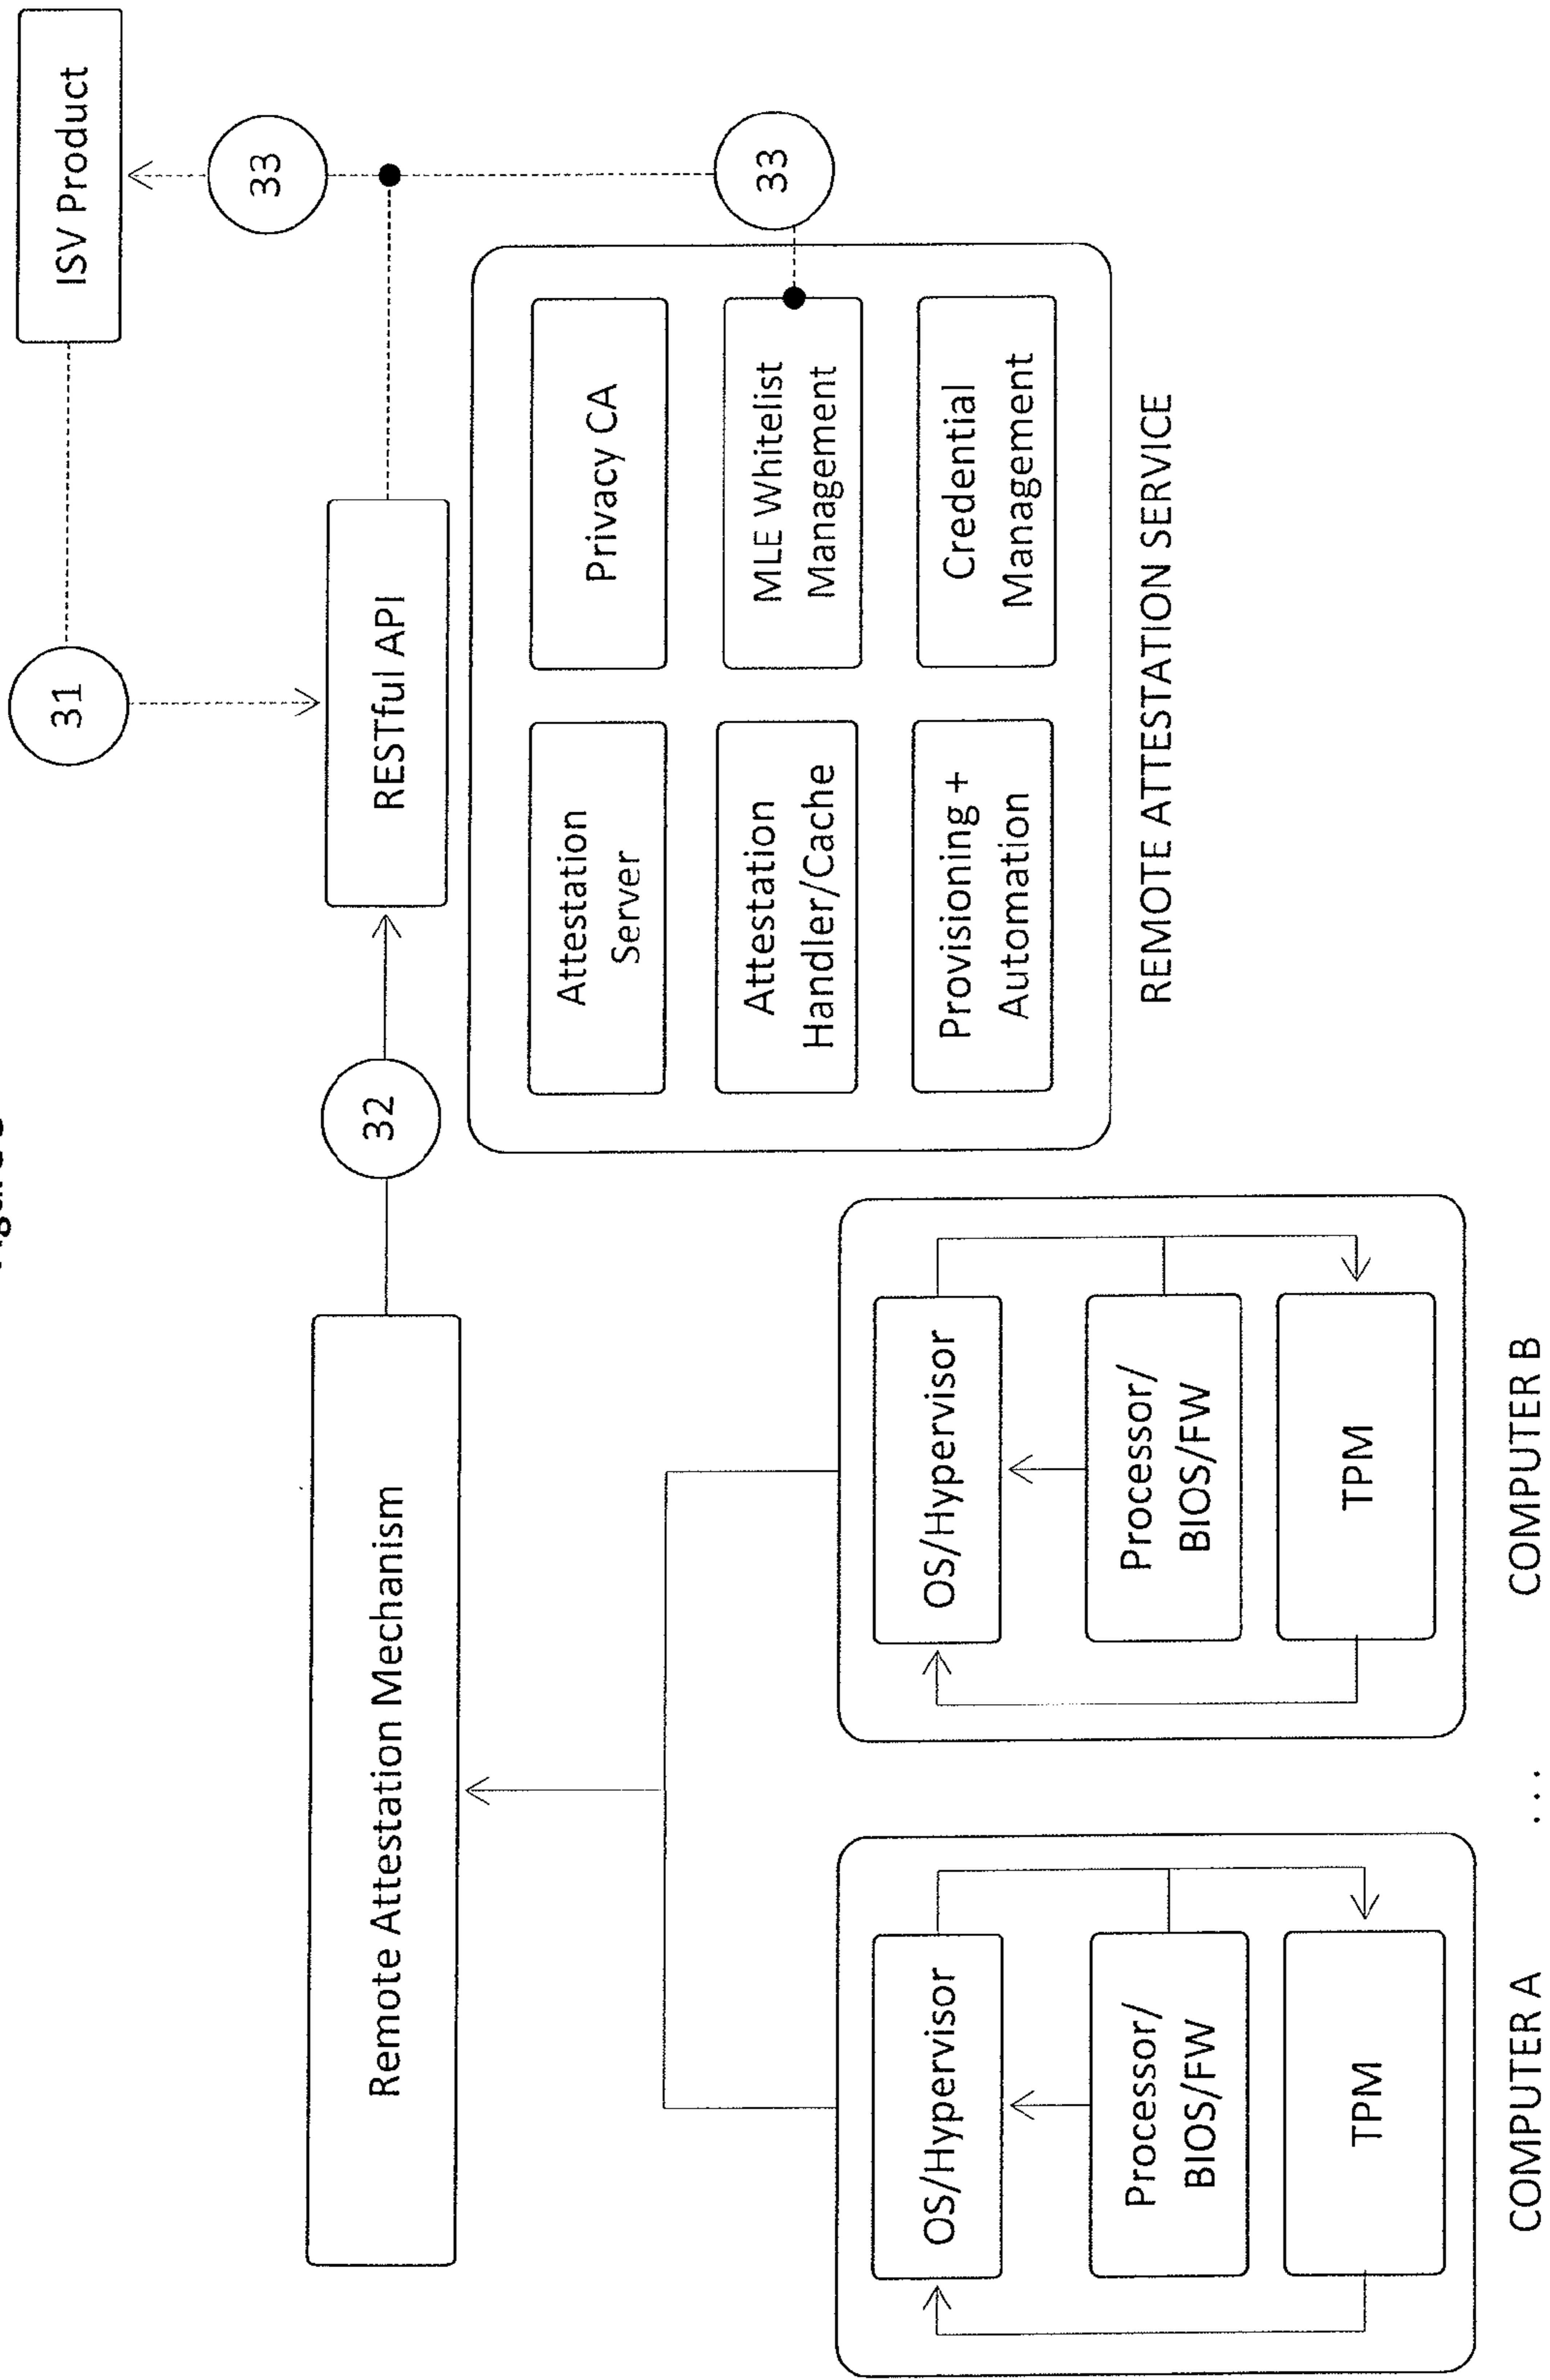 31
ISV Product
33
Remote Attestation Mechanism
32
RESTful API
Attestation
Server
Privacy CA
Attestation
Handler/Cache
MLE Whitelist
Management
33
Provisioning +
Automation
Credential
Management
REMOTE ATTESTATION SERVICE
OS/Hypervisor
Processor/
BIOS/FW
TPM
COMPUTER A
...
OS/Hypervisor
Processor/
BIOS/FW
TPM
COMPUTER B